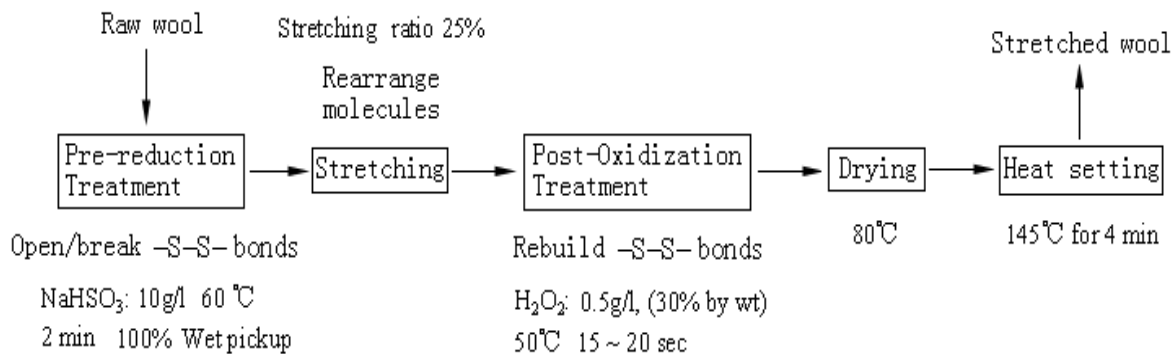 Raw wool
Stretching ratio 25%
Rearrange
molecules
Stretched wool
Pre-reduction
Treatment
Stretching
Post-Oxidization
Treatment
Drying
Heat setting
Open/break –S–S– bonds
NaHSO₃: 10g/l 60 ℃
2 min 100% Wet pickup
Rebuild –S–S– bonds
H₂O₂: 0.5g/l, (30% by wt)
50℃ 15 ~ 20 sec
80℃
145℃ for 4 min